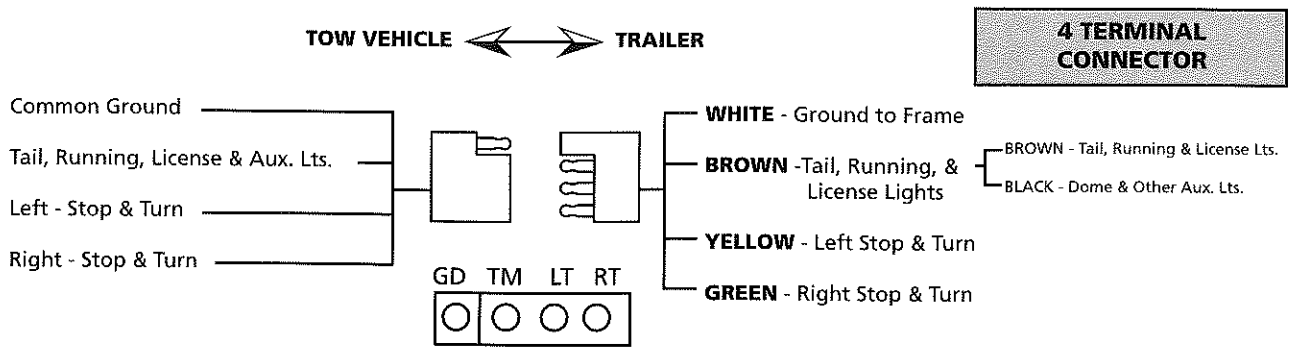 TOW VEHICLE TRAILER
4 TERMINAL
CONNECTOR
Common Ground
Tail, Running, License & Aux. Lts.
Left - Stop & Turn
Right - Stop & Turn
WHITE - Ground to Frame
BROWN -Tail, Running, &
License Lights
BROWN - Tail, Running & License Lts.
BLACK - Dome & Other Aux. Lts.
YELLOW - Left Stop & Turn
GREEN - Right Stop & Turn
GD TM LT RT